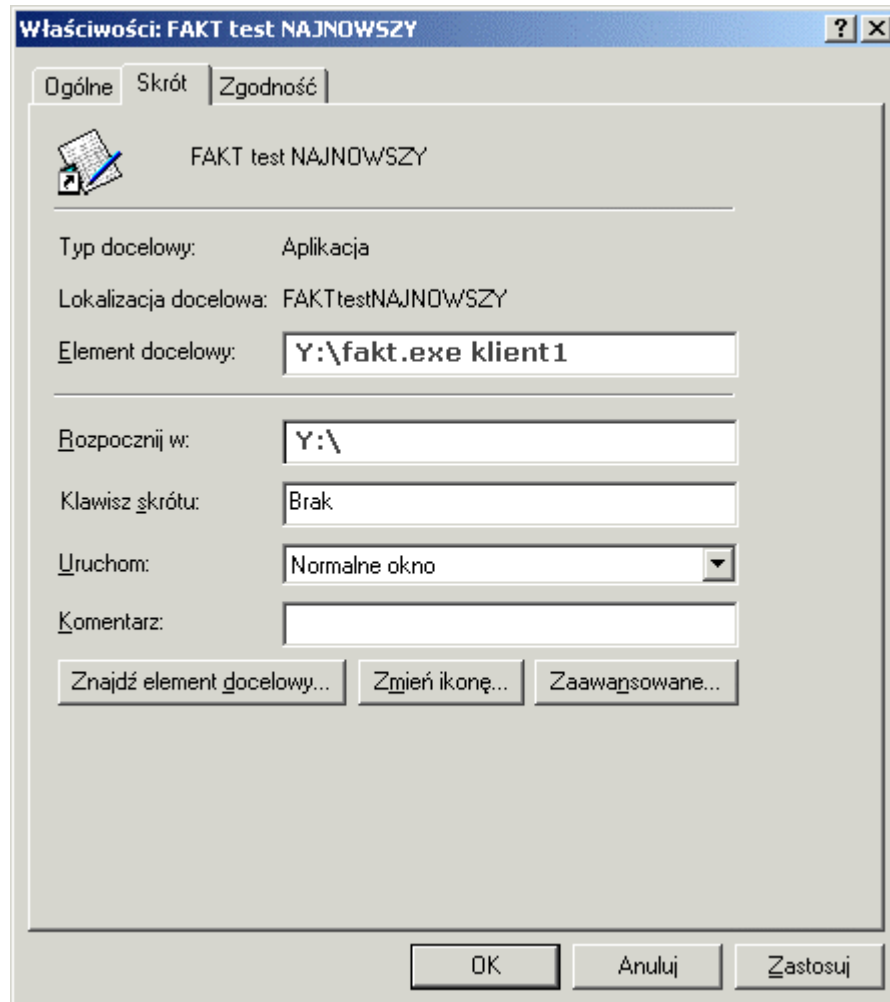 Właściwości: FAKT test NAJNOWSZY
Ogólne Skrót Zgodność
FAKT test NAJNOWSZY
Typ docelowy: Aplikacja
Lokalizacja docelowa: FAKTtestNAJNOWSZY
Element docelowy: Y:\fakt.exe klient1
Rozpocznij w: Y:\
Klawisz skrótu: Brak
Uruchom: Normalne okno
Komentarz:
Znajdź element docelowy... Zmień ikonę... Zaawansowane...
OK Anuluj Zastosuj